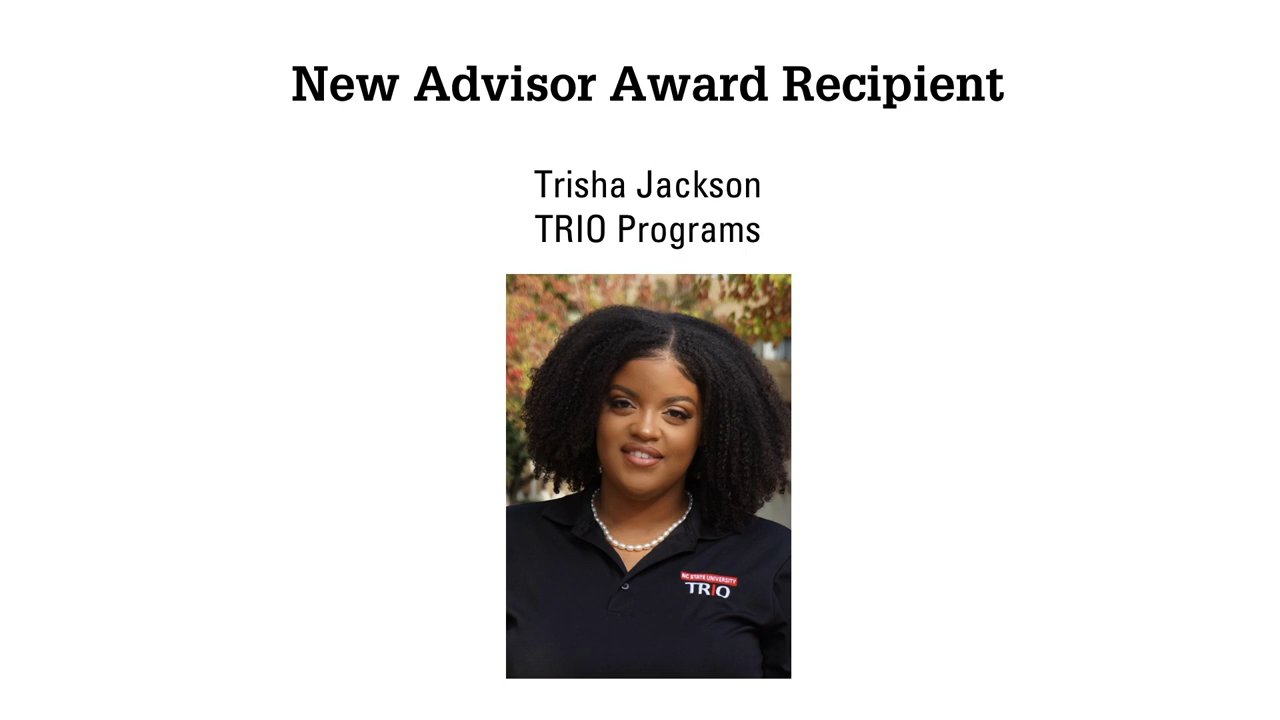 New Advisor Award Recipient
Trisha Jackson
TRIO Programs
NC STATE UNIVERSITY
TRIO